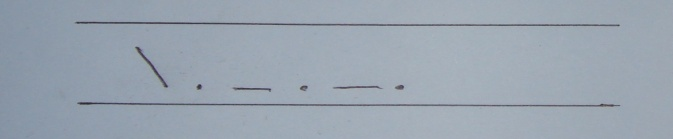 \ . — . — .